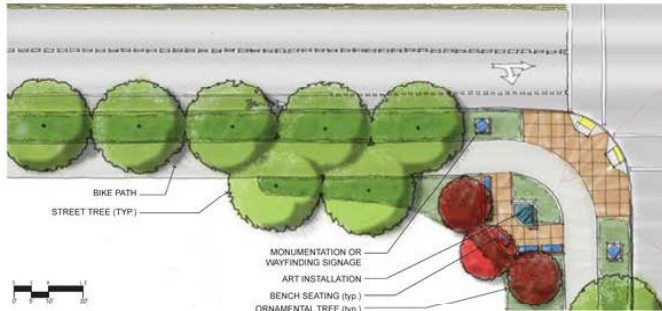 BIKE PATH
STREET TREE (TYP.)
MONUMENTATION OR
WAYFINDING SIGNAGE
ART INSTALLATION
BENCH SEATING (typ.)
ORNAMENTAL TREE (typ.)
0' 5' 10' 20'